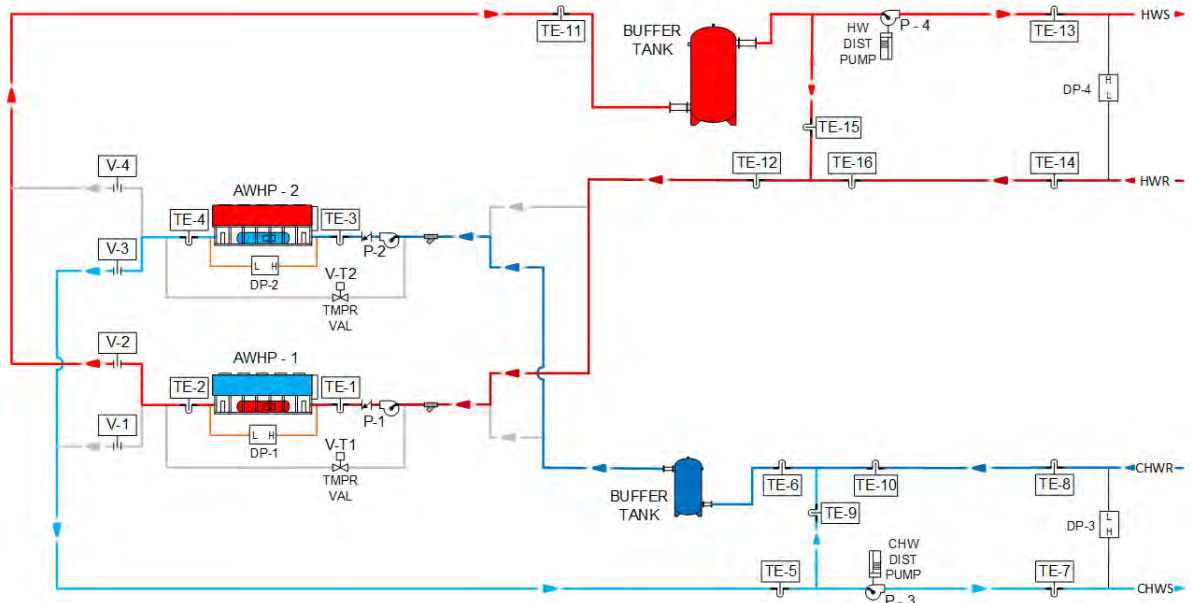 TE-11
BUFFER
TANK
P - 4
HW
DIST
PUMP
TE-13
HWS
DP-4
H
L
TE-15
TE-12
TE-16
TE-14
HWR
V-4
AWHP - 2
TE-4
TE-3
P-2
V-3
L H
DP-2
V-T2
TMPR
VAL
V-2
AWHP - 1
TE-2
TE-1
P-1
V-1
L H
DP-1
V-T1
TMPR
VAL
BUFFER
TANK
TE-6
TE-10
TE-8
CHWR
TE-9
DP-3
L
H
CHW
DIST
PUMP
TE-5
P - 3
TE-7
CHWS